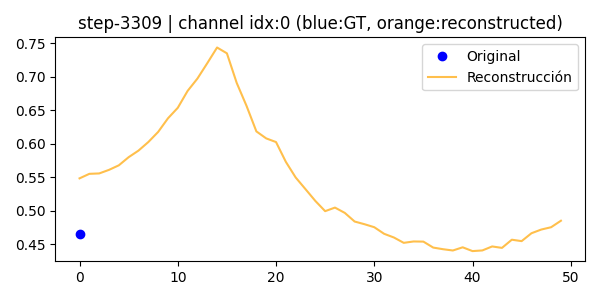 step-3309 | channel idx:0 (blue:GT, orange:reconstructed)
0.75
0.70
0.65
0.60
0.55
0.50
0.45
Original
Reconstrucción
0 10 20 30 40 50